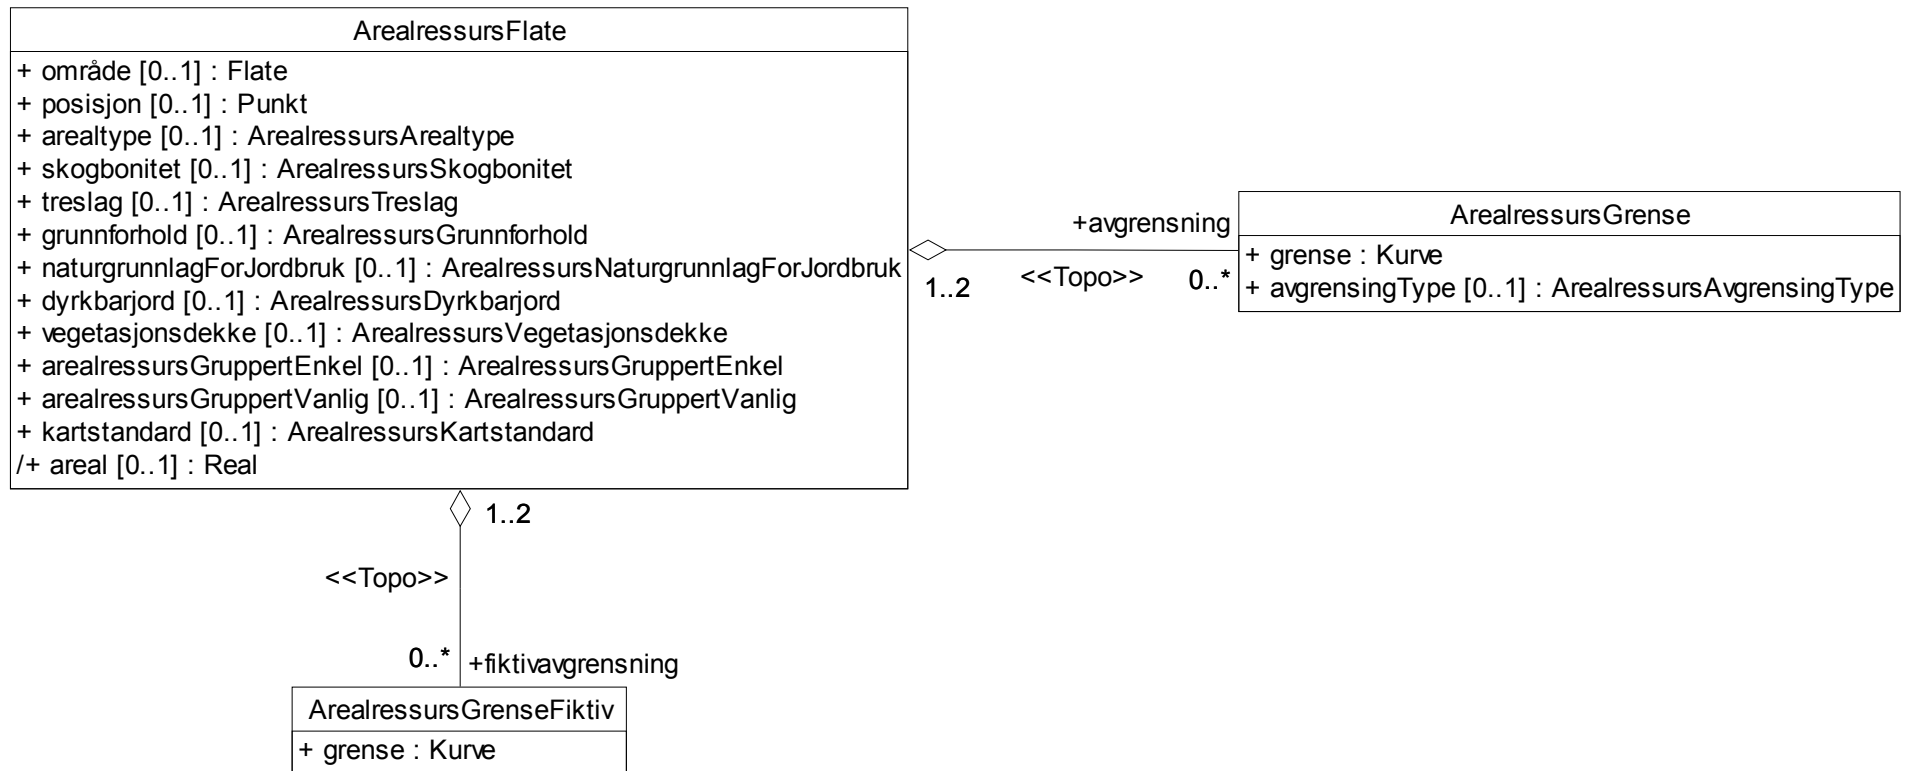 ArealressursFlate
+ område [0..1] : Flate
+ posisjon [0..1] : Punkt
+ arealtype [0..1] : ArealressursArealtype
+ skogbonitet [0..1] : ArealressursSkogbonitet
+ treslag [0..1] : ArealressursTreslag
+ grunnforhold [0..1] : ArealressursGrunnforhold
+ naturgrunnlagForJordbruk [0..1] : ArealressursNaturgrunnlagForJordbruk
+ dyrkbarjord [0..1] : ArealressursDyrkbarjord
+ vegetasjonsdekke [0..1] : ArealressursVegetasjonsdekke
+ arealressursGruppertEnkel [0..1] : ArealressursGruppertEnkel
+ arealressursGruppertVanlig [0..1] : ArealressursGruppertVanlig
+ kartstandard [0..1] : ArealressursKartstandard
/+ areal [0..1] : Real
+avgrensning
1..2 <<Topo>> 0..*
ArealressursGrense
+ grense : Kurve
+ avgrensingType [0..1] : ArealressursAvgrensingType
1..2
<<Topo>>
0..* +fiktivavgrensning
ArealressursGrenseFiktiv
+ grense : Kurve